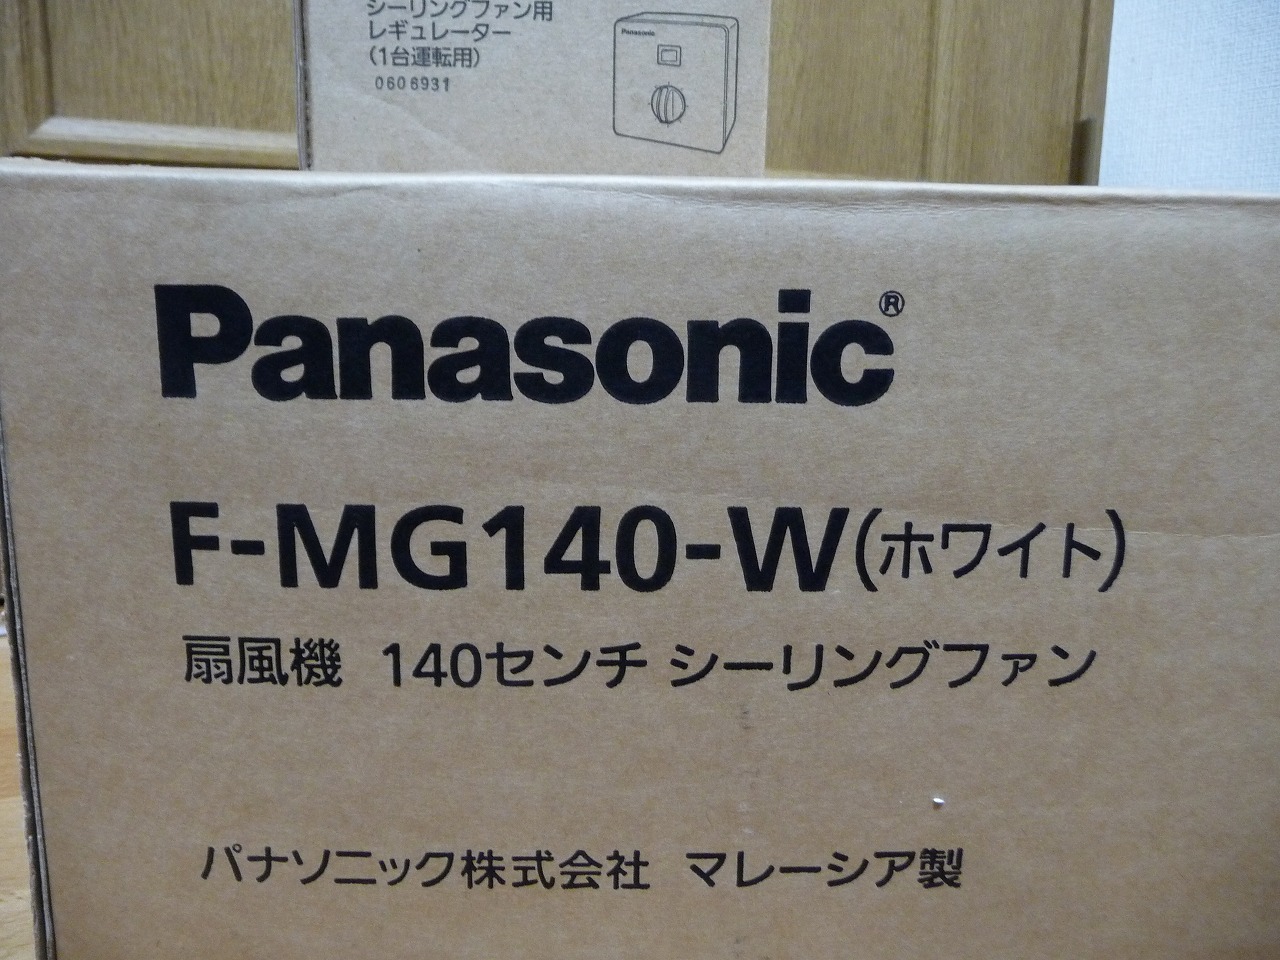 シーリングファン用
レギュレーター
(1台運転用)
0606931
Panasonic
Panasonic®
F-MG140-W(ホワイト)
扇風機 140センチ シーリングファン
パナソニック株式会社 マレーシア製